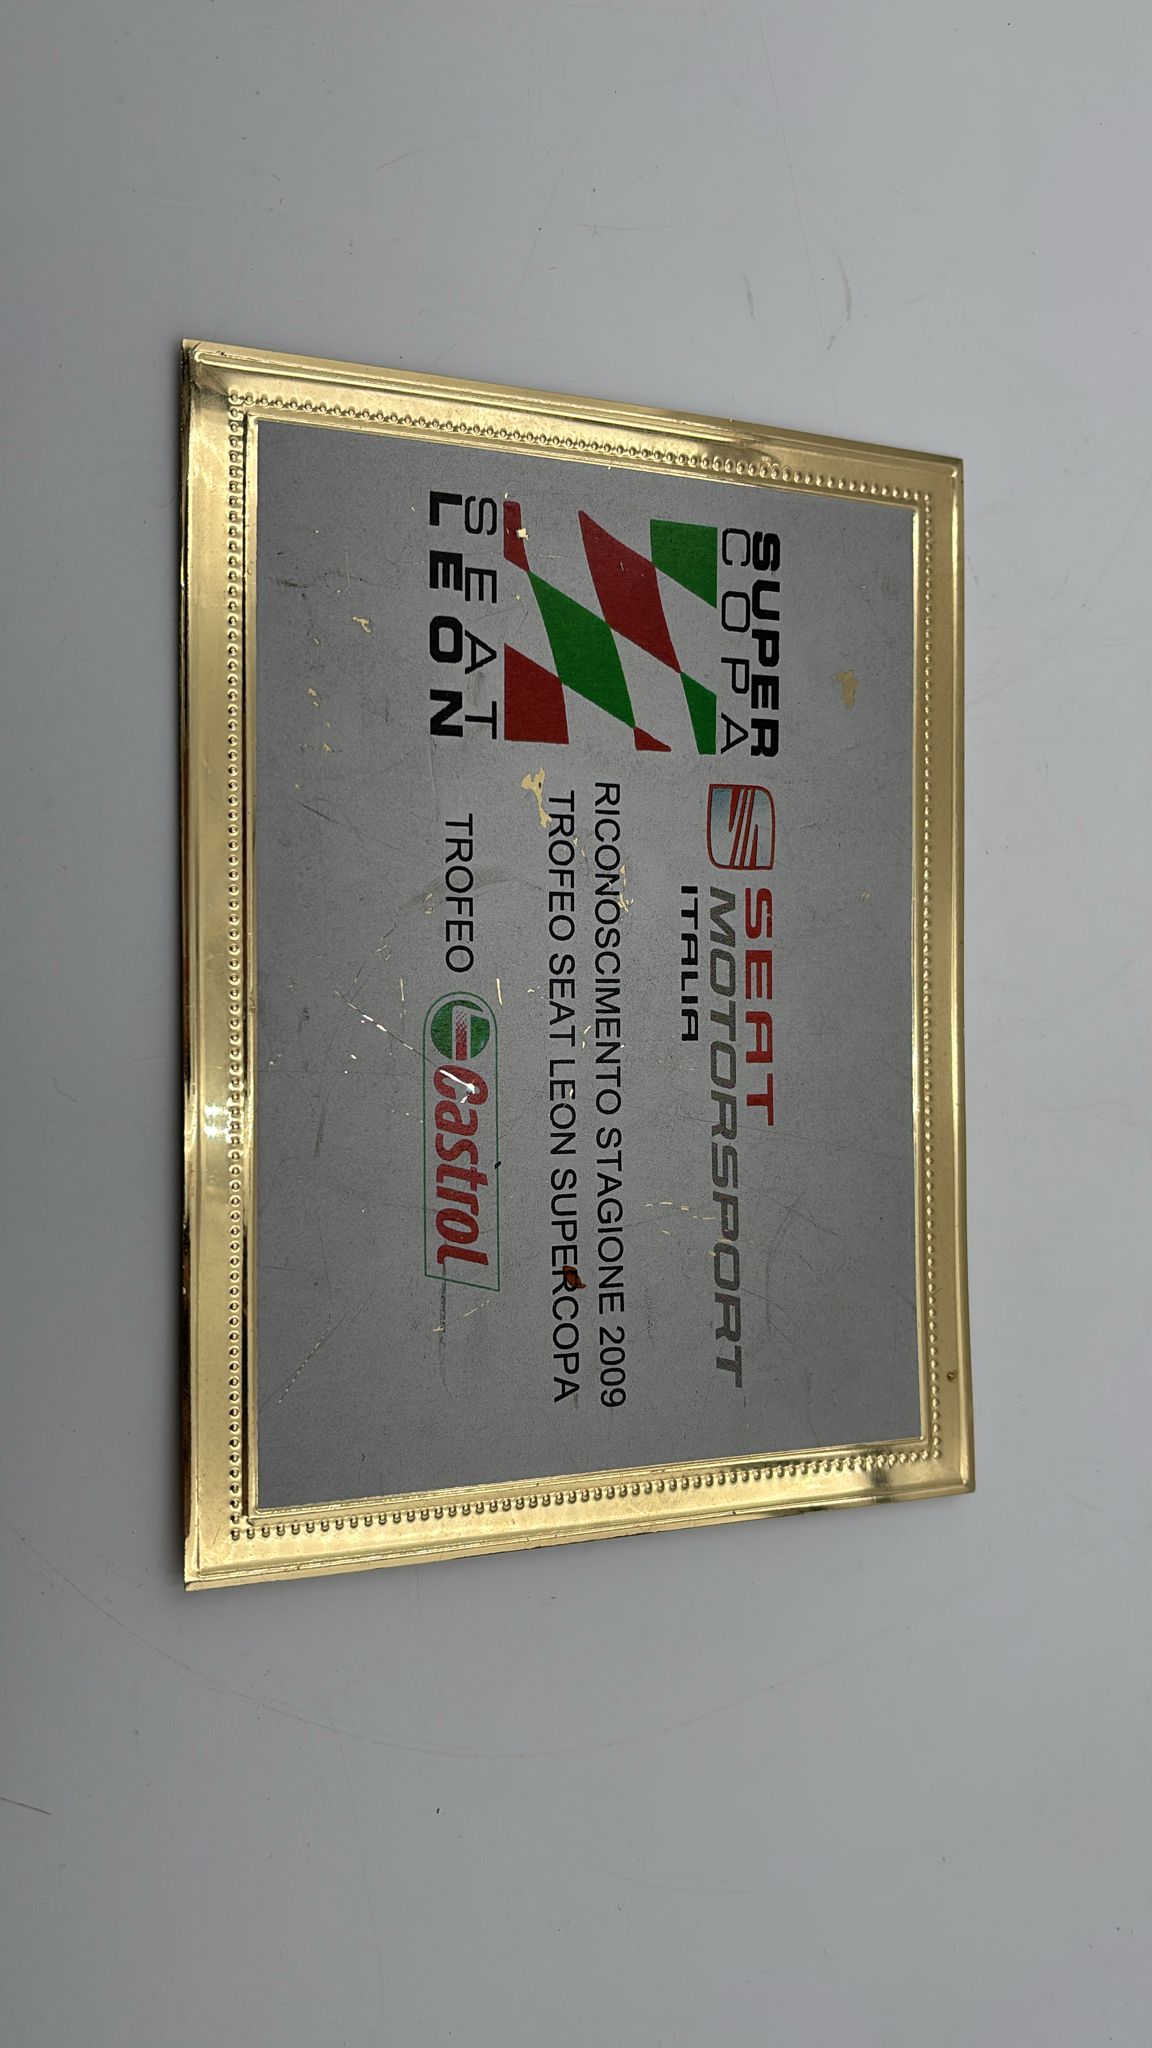 SUPER
COPA
SEAT
LEON
SEAT
MOTORSPORT
ITALIA
RICONOSCIMENTO STAGIONE 2009
TROFEO SEAT LEON SUPERCOPA
TROFEO Castrol